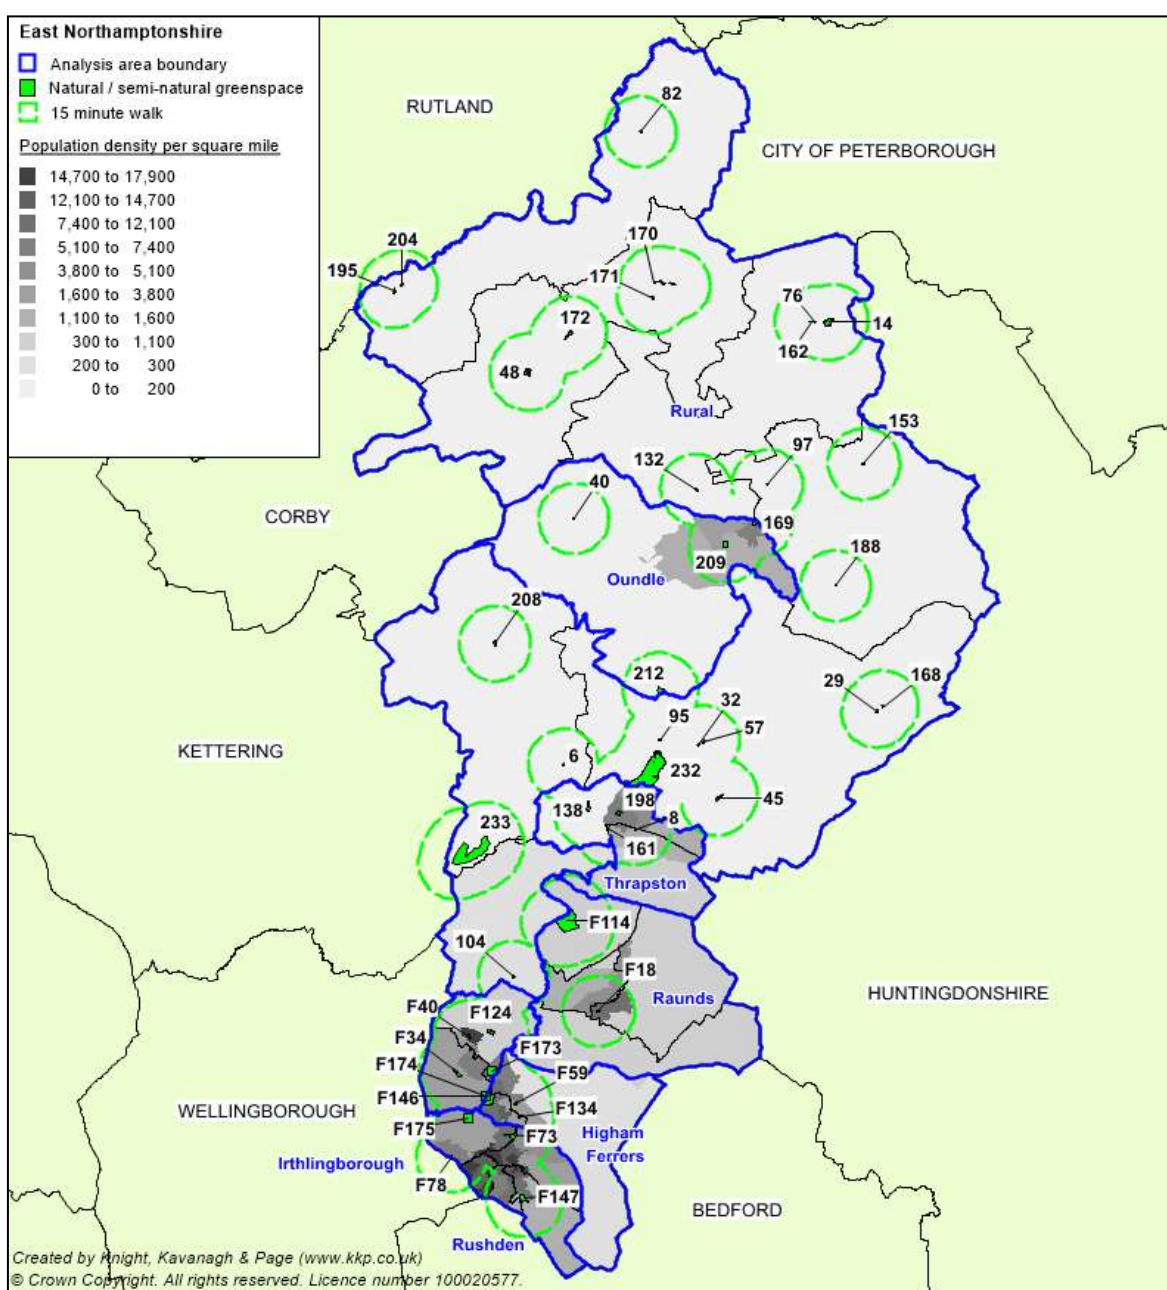 East Northamptonshire
Analysis area boundary
Natural / semi-natural greenspace
15 minute walk
Population density per square mile
14,700 to 17,900
12,100 to 14,700
7,400 to 12,100
5,100 to 7,400
3,800 to 5,100
1,600 to 3,800
1,100 to 1,600
300 to 1,100
200 to 300
0 to 200
RUTLAND
82
CITY OF PETERBOROUGH
204
195
170
171
172
48
76
14
162
Rural
153
97
132
40
CORBY
169
209
188
Oundle
208
212
29
168
32
95
57
KETTERING
6
232
45
138
198
8
161
233
Thrapston
F114
104
F18
Raunds
HUNTINGDONSHIRE
F40
F124
F34
F173
F174
F59
F146
WELLINGBOROUGH
F134
F175
F73
Higham
Ferrers
Irthlingborough
F78
F147
BEDFORD
Rushden
Created by Knight, Kavanagh & Page (www.kkp.co.uk)
© Crown Copyright. All rights reserved. Licence number 100020577.